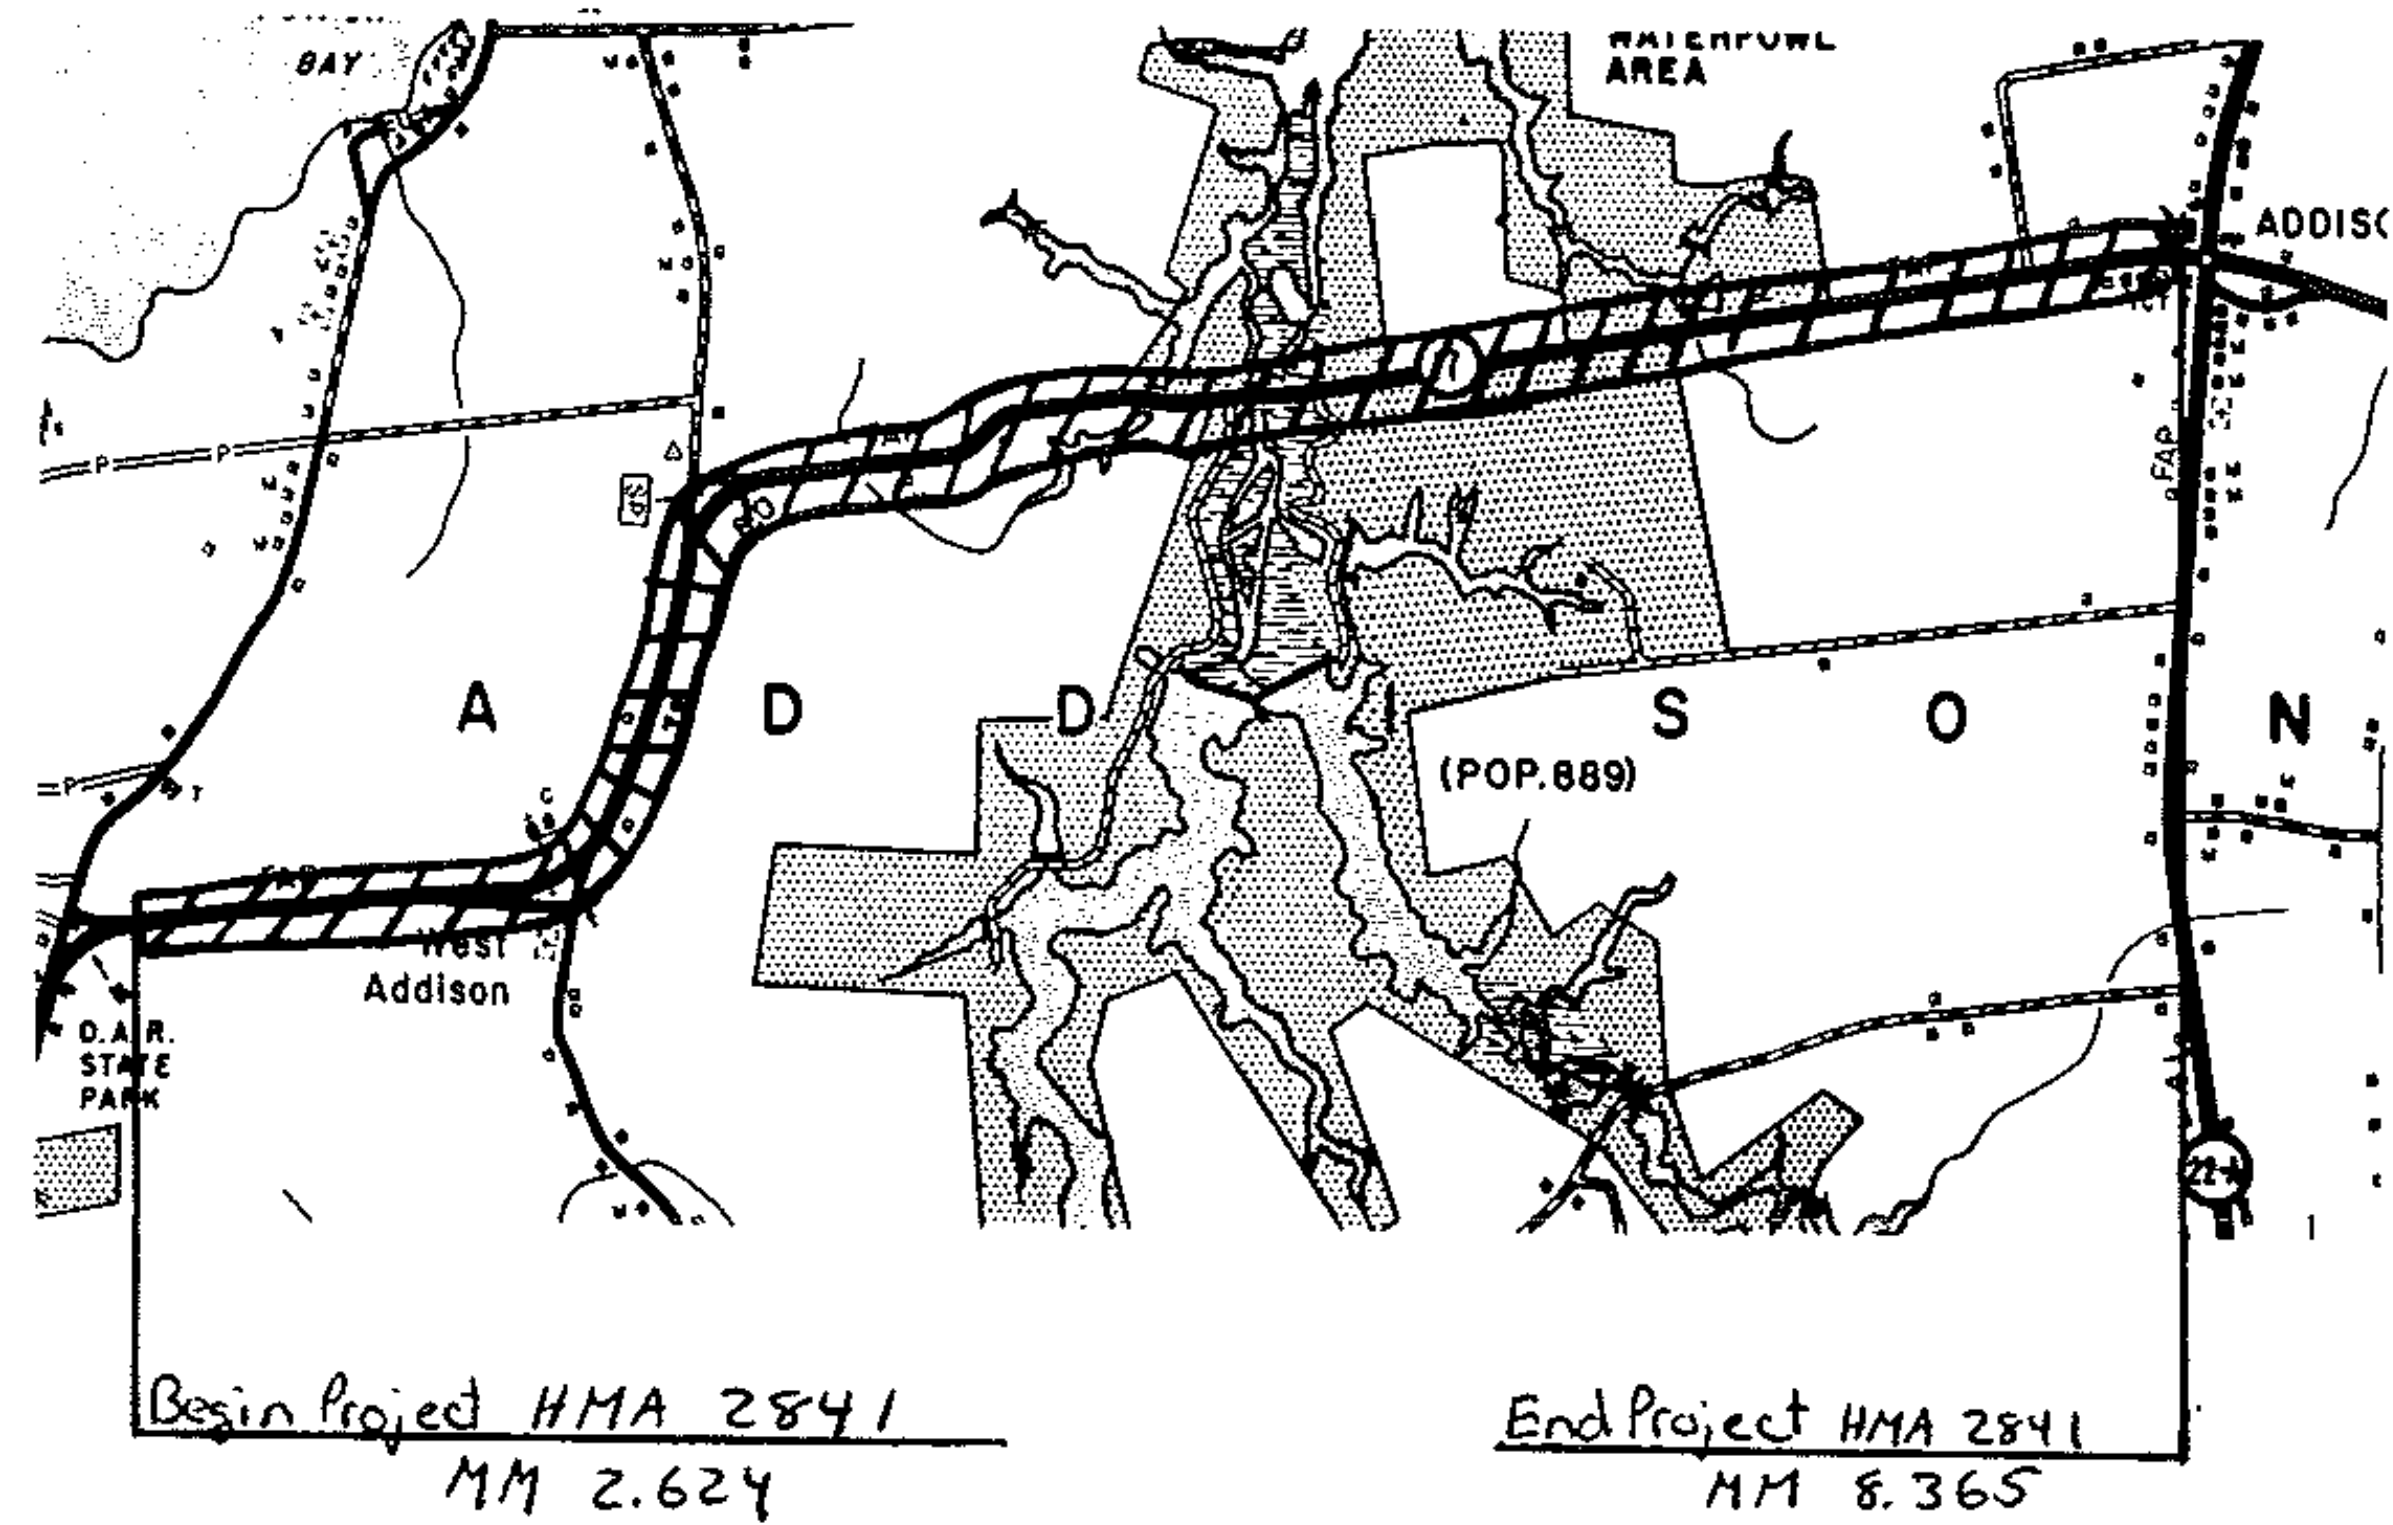 BAY
WATERFOWL
AREA
ADDISO
P
P
FAP
A D D S O N
(POP. 889)
P
T
C
West
Addison
D.A.R.
STATE
PARK
22-A
Begin Project HMA 2841
MM 2.624
End Project HMA 2841
MM 8.365